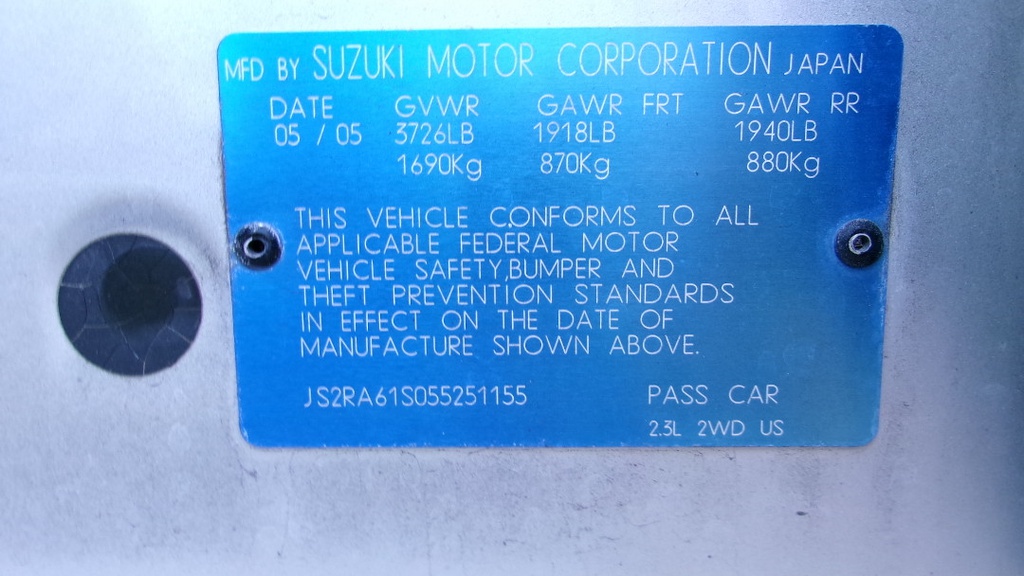 MFD BY SUZUKI MOTOR CORPORATION JAPAN
DATE GVWR GAWR FRT GAWR RR
05 / 05 3726LB 1918LB 1940LB
1690Kg 870Kg 880Kg
THIS VEHICLE CONFORMS TO ALL
APPLICABLE FEDERAL MOTOR
VEHICLE SAFETY,BUMPER AND
THEFT PREVENTION STANDARDS
IN EFFECT ON THE DATE OF
MANUFACTURE SHOWN ABOVE.
JS2RA61S055251155 PASS CAR
2.3L 2WD US